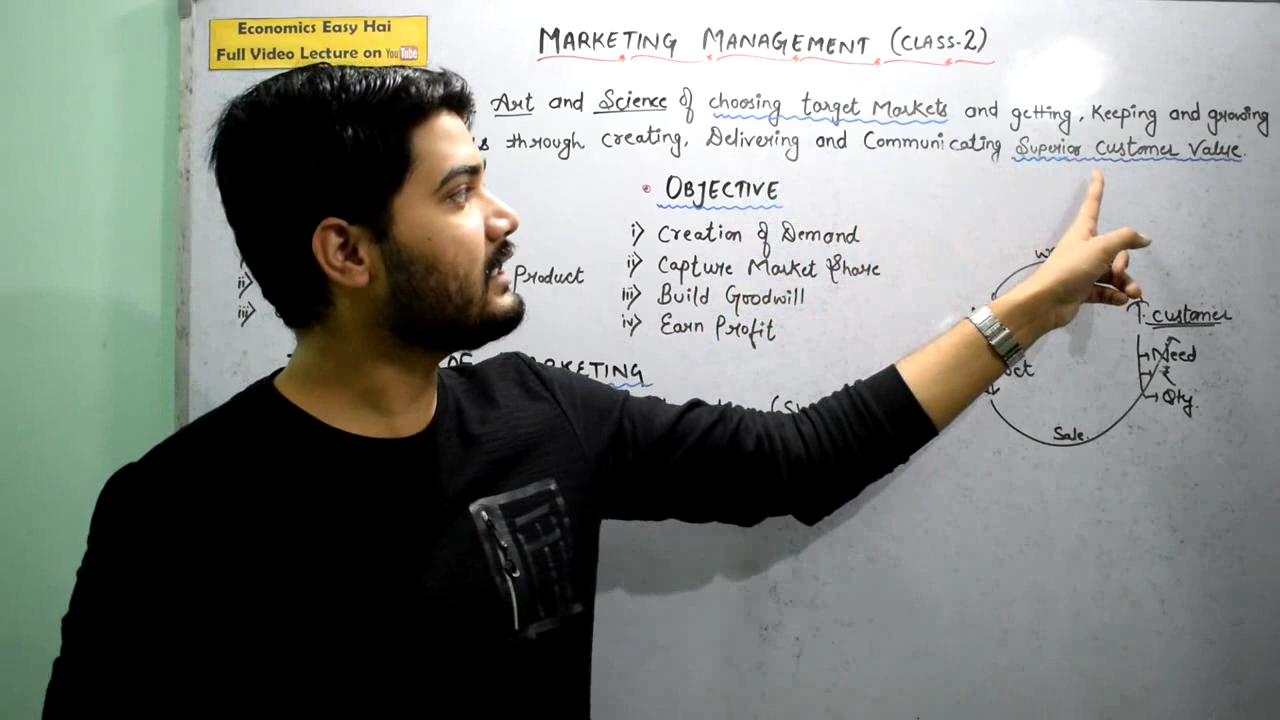 Economics Easy Hai
Full Video Lecture on YouTube
MARKETING MANAGEMENT (CLASS-2)
Art and Science of choosing target Markets and getting, Keeping and growing
through creating, Delivering and Communicating Superior Customer Value.
• OBJECTIVE
i) Creation of Demand
ii) Capture Market Share
iii) Build Goodwill
iv) Earn Profit
ii) Product
iii)
MARKETING
customer
Need
₹
Qty.
Sale.